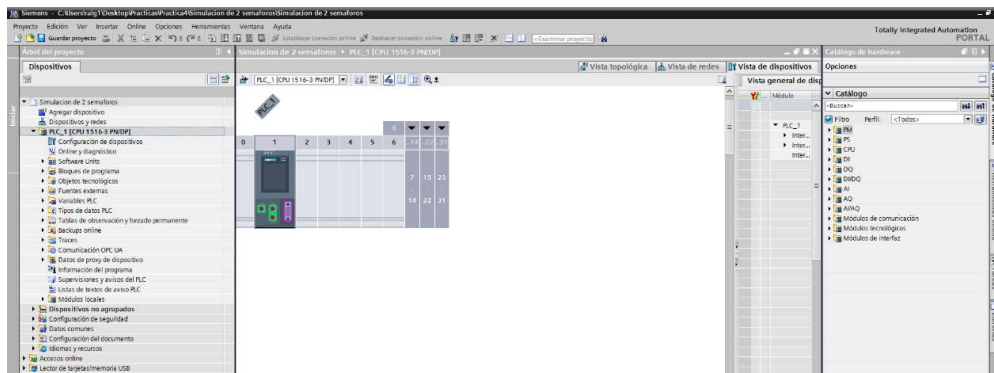 Siemens - C:\Users\raig1\Desktop\Practicas\Practica4\Simulacion de 2 semaforos\Simulacion de 2 semaforos
Proyecto Edición Ver Insertar Online Opciones Herramientas Ventana Ayuda
Totally Integrated Automation
PORTAL
Guardar proyecto
Establecer conexión online
Deshacer conexión online
<Examinar proyecto>
Árbol del proyecto
Simulacion de 2 semaforos
PLC_1 [CPU 1516-3 PN/DP]
Catálogo de hardware
Dispositivos
Vista topológica
Vista de redes
Vista de dispositivos
Opciones
PLC_1 [CPU 1516-3 PN/DP]
Vista general de disp
Simulacion de 2 semaforos
Agregar dispositivo
Dispositivos y redes
PLC_1 [CPU 1516-3 PN/DP]
Configuración de dispositivos
Online y diagnóstico
Software Units
Bloques de programa
Objetos tecnológicos
Fuentes externas
Variables PLC
Tipos de datos PLC
Tablas de observación y forzado permanente
Backups online
Traces
Comunicación OPC UA
Datos de proxy de dispositivo
Información del programa
Supervisiones y avisos del PLC
Listas de textos de aviso PLC
Módulos locales
Dispositivos no agrupados
Configuración de seguridad
Datos comunes
Configuración del documento
Idiomas y recursos
Accesos online
Lector de tarjetas/memoria USB
Iniciar
PLC_1
0 1 2 3 4 5 6
7 15 23
14 22 31
... Módulo
PLC_1
Inter...
Inter...
Inter...
Catálogo
<Buscar>
Filtro Perfil: <Todos>
PM
PS
CPU
DI
DQ
DI/DQ
AI
AQ
AI/AQ
Módulos de comunicación
Módulos tecnológicos
Módulos de interfaz